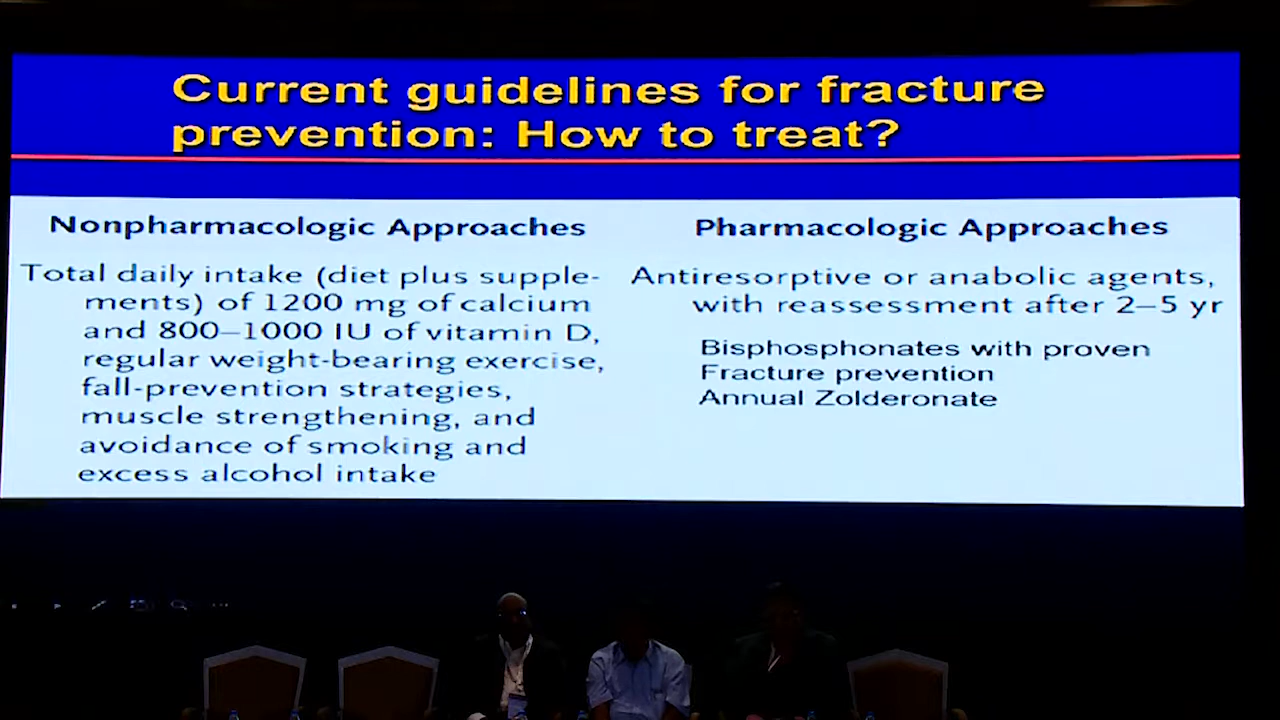 Current guidelines for fracture
prevention: How to treat?
Nonpharmacologic Approaches
Total daily intake (diet plus supple-
ments) of 1200 mg of calcium
and 800–1000 IU of vitamin D,
regular weight-bearing exercise,
fall-prevention strategies,
muscle strengthening, and
avoidance of smoking and
excess alcohol intake
Pharmacologic Approaches
Antiresorptive or anabolic agents,
with reassessment after 2–5 yr
Bisphosphonates with proven
Fracture prevention
Annual Zolderonate